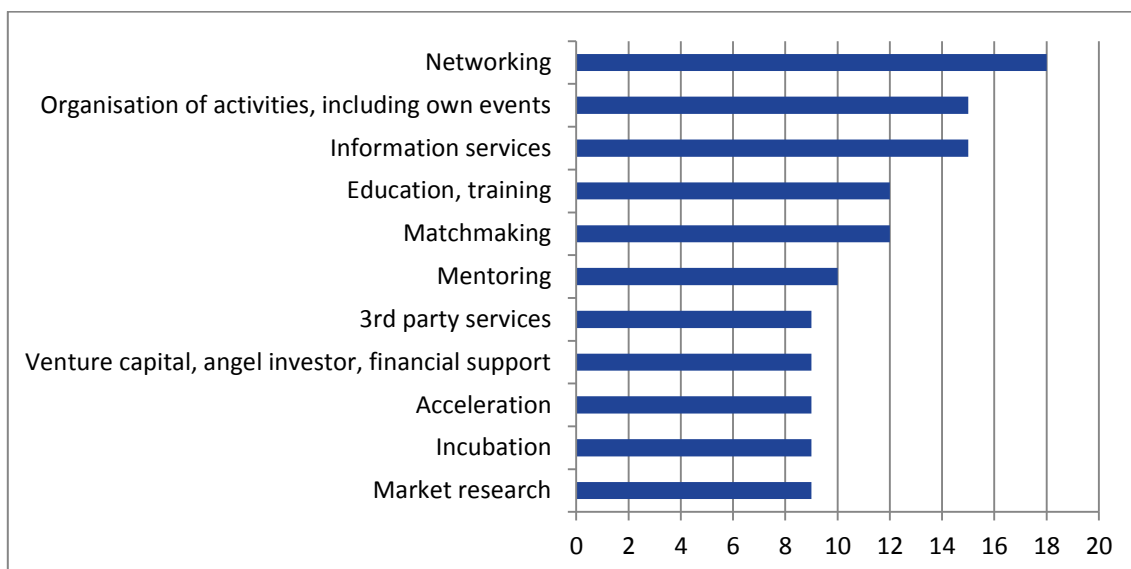 Networking
Organisation of activities, including own events
Information services
Education, training
Matchmaking
Mentoring
3rd party services
Venture capital, angel investor, financial support
Acceleration
Incubation
Market research
0 2 4 6 8 10 12 14 16 18 20